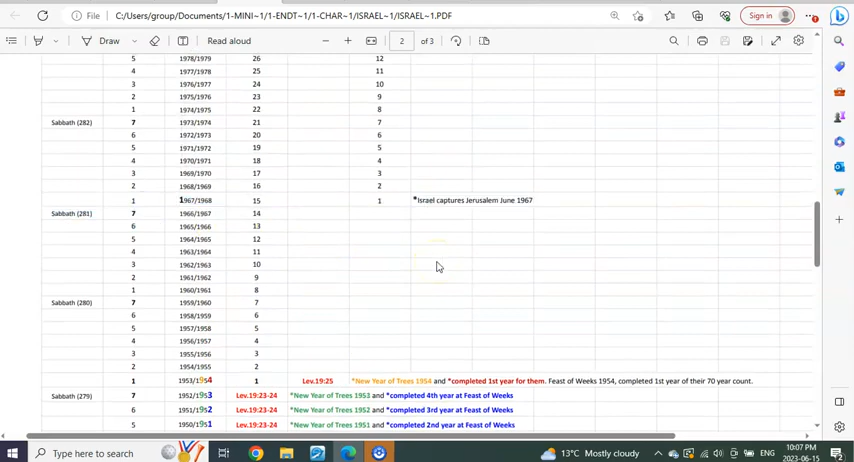 File C:/Users/group/Documents/1-MINI~1/1-ENDT~1/1-CHAR~1/ISRAEL~1/ISRAEL~1.PDF Sign in
Draw Read aloud 2 of 3
5 1978/1979 26 12
4 1977/1978 25 11
3 1976/1977 24 10
2 1975/1976 23 9
1 1974/1975 22 8
Sabbath (282) 7 1973/1974 21 7
6 1972/1973 20 6
5 1971/1972 19 5
4 1970/1971 18 4
3 1969/1970 17 3
2 1968/1969 16 2
1 1967/1968 15 1 *Israel captures Jerusalem June 1967
Sabbath (281) 7 1966/1967 14
6 1965/1966 13
5 1964/1965 12
4 1963/1964 11
3 1962/1963 10
2 1961/1962 9
1 1960/1961 8
Sabbath (280) 7 1959/1960 7
6 1958/1959 6
5 1957/1958 5
4 1956/1957 4
3 1955/1956 3
2 1954/1955 2
1 1953/1954 1 Lev.19:25 *New Year of Trees 1954 and *completed 1st year for them. Feast of Weeks 1954, completed 1st year of their 70 year count.
Sabbath (279) 7 1952/1953 Lev.19:23-24 *New Year of Trees 1953 and *completed 4th year at Feast of Weeks
6 1951/1952 Lev.19:23-24 *New Year of Trees 1952 and *completed 3rd year at Feast of Weeks
5 1950/1951 Lev.19:23-24 *New Year of Trees 1951 and *completed 2nd year at Feast of Weeks
Type here to search 13°C Mostly cloudy ENG 10:07 PM
2023-06-15 2